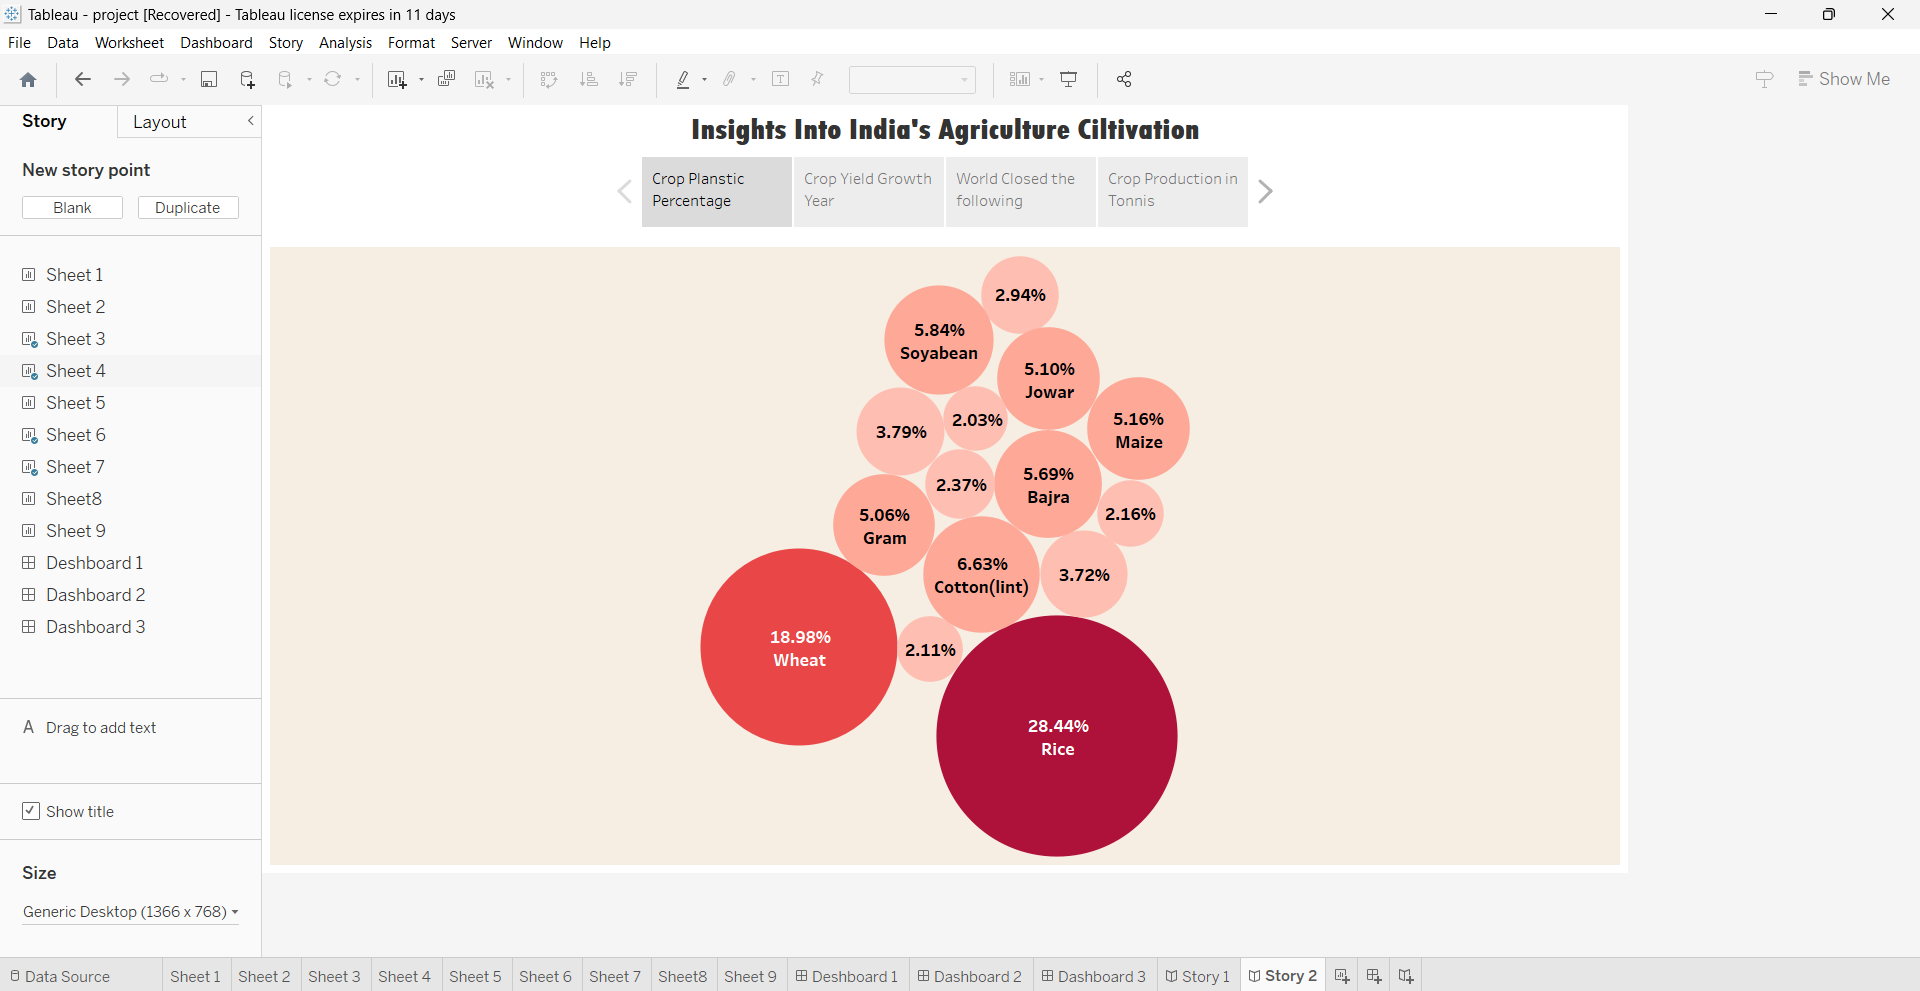 Tableau - project [Recovered] - Tableau license expires in 11 days
File Data Worksheet Dashboard Story Analysis Format Server Window Help
Show Me
Story Layout
New story point
Blank Duplicate
Sheet 1
Sheet 2
Sheet 3
Sheet 4
Sheet 5
Sheet 6
Sheet 7
Sheet8
Sheet 9
Deshboard 1
Dashboard 2
Dashboard 3
A Drag to add text
Show title
Size
Generic Desktop (1366 x 768)
Insights Into India's Agriculture Ciltivation
Crop Planstic
Percentage
Crop Yield Growth
Year
World Closed the
following
Crop Production in
Tonnis
2.94%
5.84%
Soyabean
5.10%
Jowar
5.16%
Maize
3.79%
2.03%
2.37%
5.69%
Bajra
2.16%
5.06%
Gram
6.63%
Cotton(lint)
3.72%
18.98%
Wheat
2.11%
28.44%
Rice
Data Source Sheet 1 Sheet 2 Sheet 3 Sheet 4 Sheet 5 Sheet 6 Sheet 7 Sheet8 Sheet 9 Deshboard 1 Dashboard 2 Dashboard 3 Story 1 Story 2